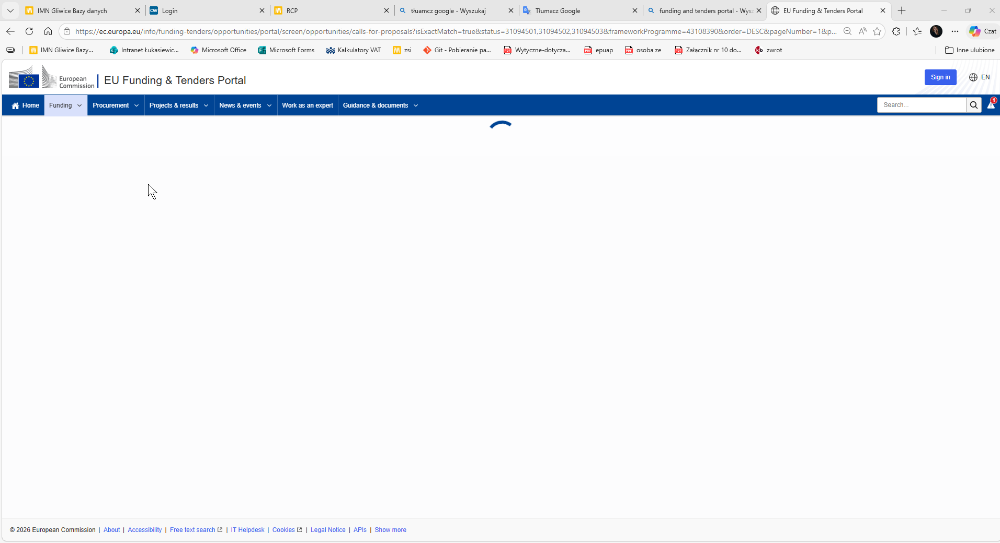 IMN Gliwice Bazy danych
Login
RCP
tłuamcz google - Wyszukaj
Tłumacz Google
funding and tenders portal - Wysz
EU Funding & Tenders Portal
https://ec.europa.eu/info/funding-tenders/opportunities/portal/screen/opportunities/calls-for-proposals?isExactMatch=true&status=31094501,31094502,31094503&frameworkProgramme=43108390&order=DESC&pageNumber=1&p...
Czat
IMN Gliwice Bazy...
Intranet Łukasiewic...
Microsoft Office
Microsoft Forms
Kalkulatory VAT
zsi
Git - Pobieranie pa...
Wytyczne-dotycza...
epuap
osoba ze
Załącznik nr 10 do...
zwrot
Inne ulubione
European
Commission
EU Funding & Tenders Portal
Sign in
EN
Home
Funding
Procurement
Projects & results
News & events
Work as an expert
Guidance & documents
Search...
1
© 2026 European Commission | About | Accessibility | Free text search | IT Helpdesk | Cookies | Legal Notice | APIs | Show more